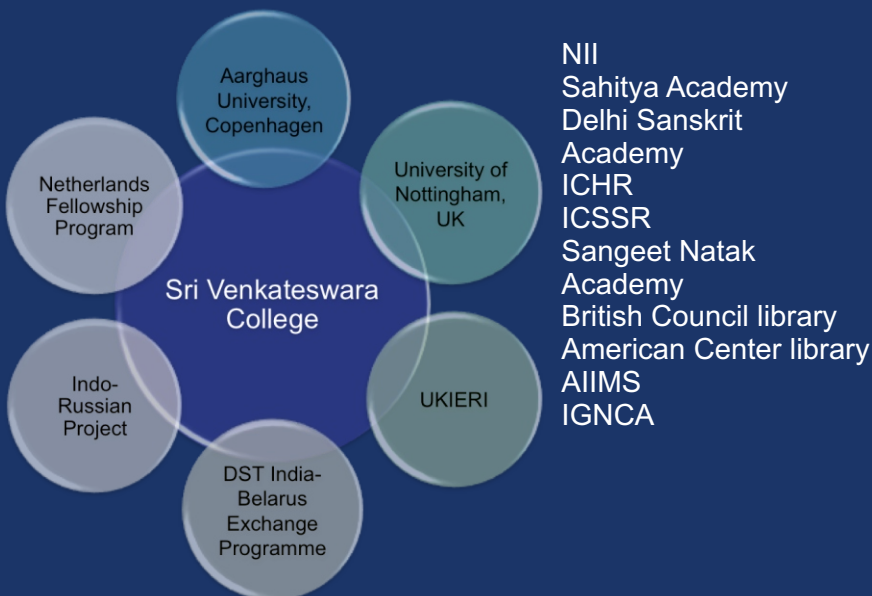 Aarghaus
University,
Copenhagen
University of
Nottingham,
UK
UKIERI
DST India-
Belarus
Exchange
Programme
Indo-
Russian
Project
Netherlands
Fellowship
Program
Sri Venkateswara
College
NII
Sahitya Academy
Delhi Sanskrit
Academy
ICHR
ICSSR
Sangeet Natak
Academy
British Council library
American Center library
AIIMS
IGNCA